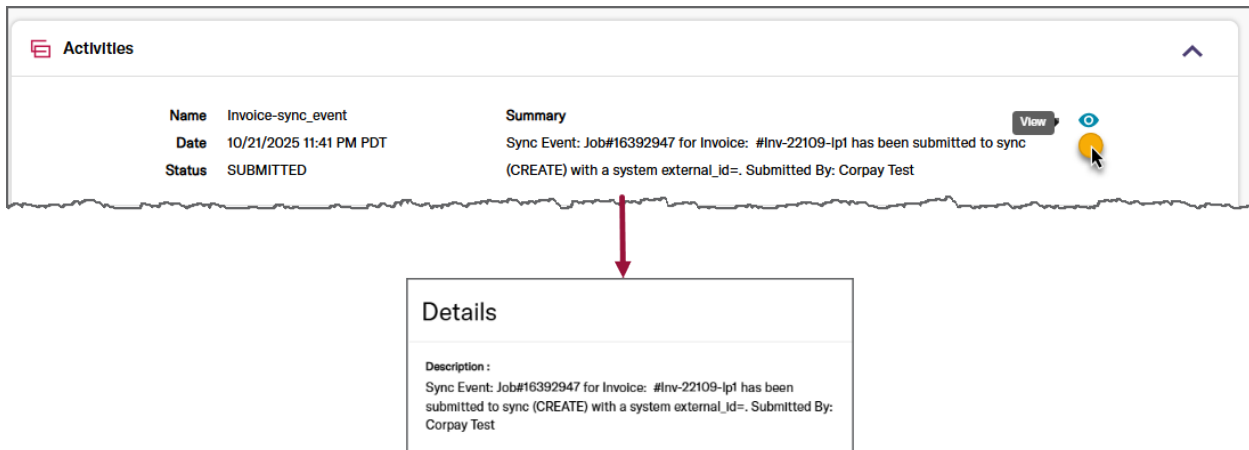 Activities
Name Invoice-sync_event
Date 10/21/2025 11:41 PM PDT
Status SUBMITTED
Summary
Sync Event: Job#16392947 for Invoice: #Inv-22109-lp1 has been submitted to sync
(CREATE) with a system external_id=. Submitted By: Corpay Test
View
Details
Description :
Sync Event: Job#16392947 for Invoice: #Inv-22109-lp1 has been
submitted to sync (CREATE) with a system external_id=. Submitted By:
Corpay Test